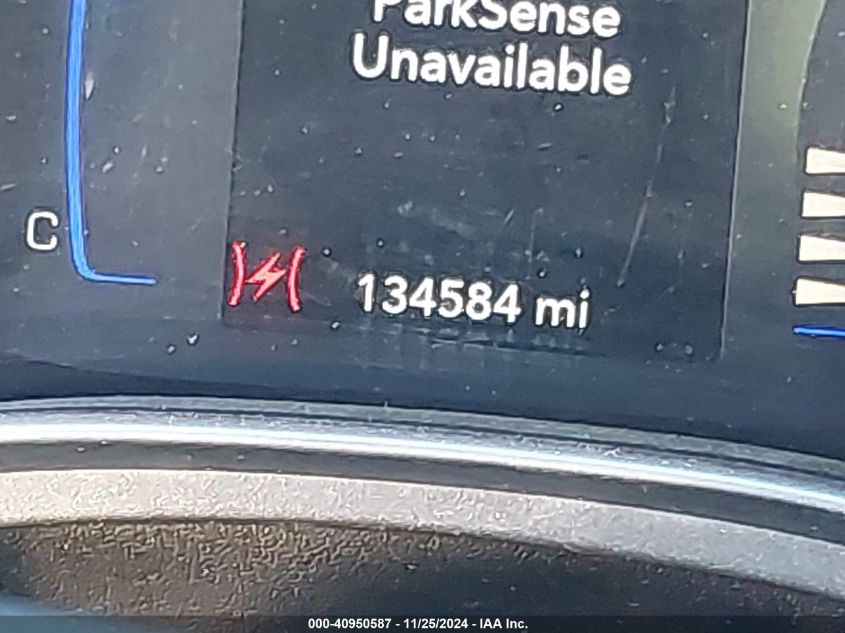 ParkSense
Unavailable
C
134584 mi
000-40950587 - 11/25/2024 - IAA Inc.